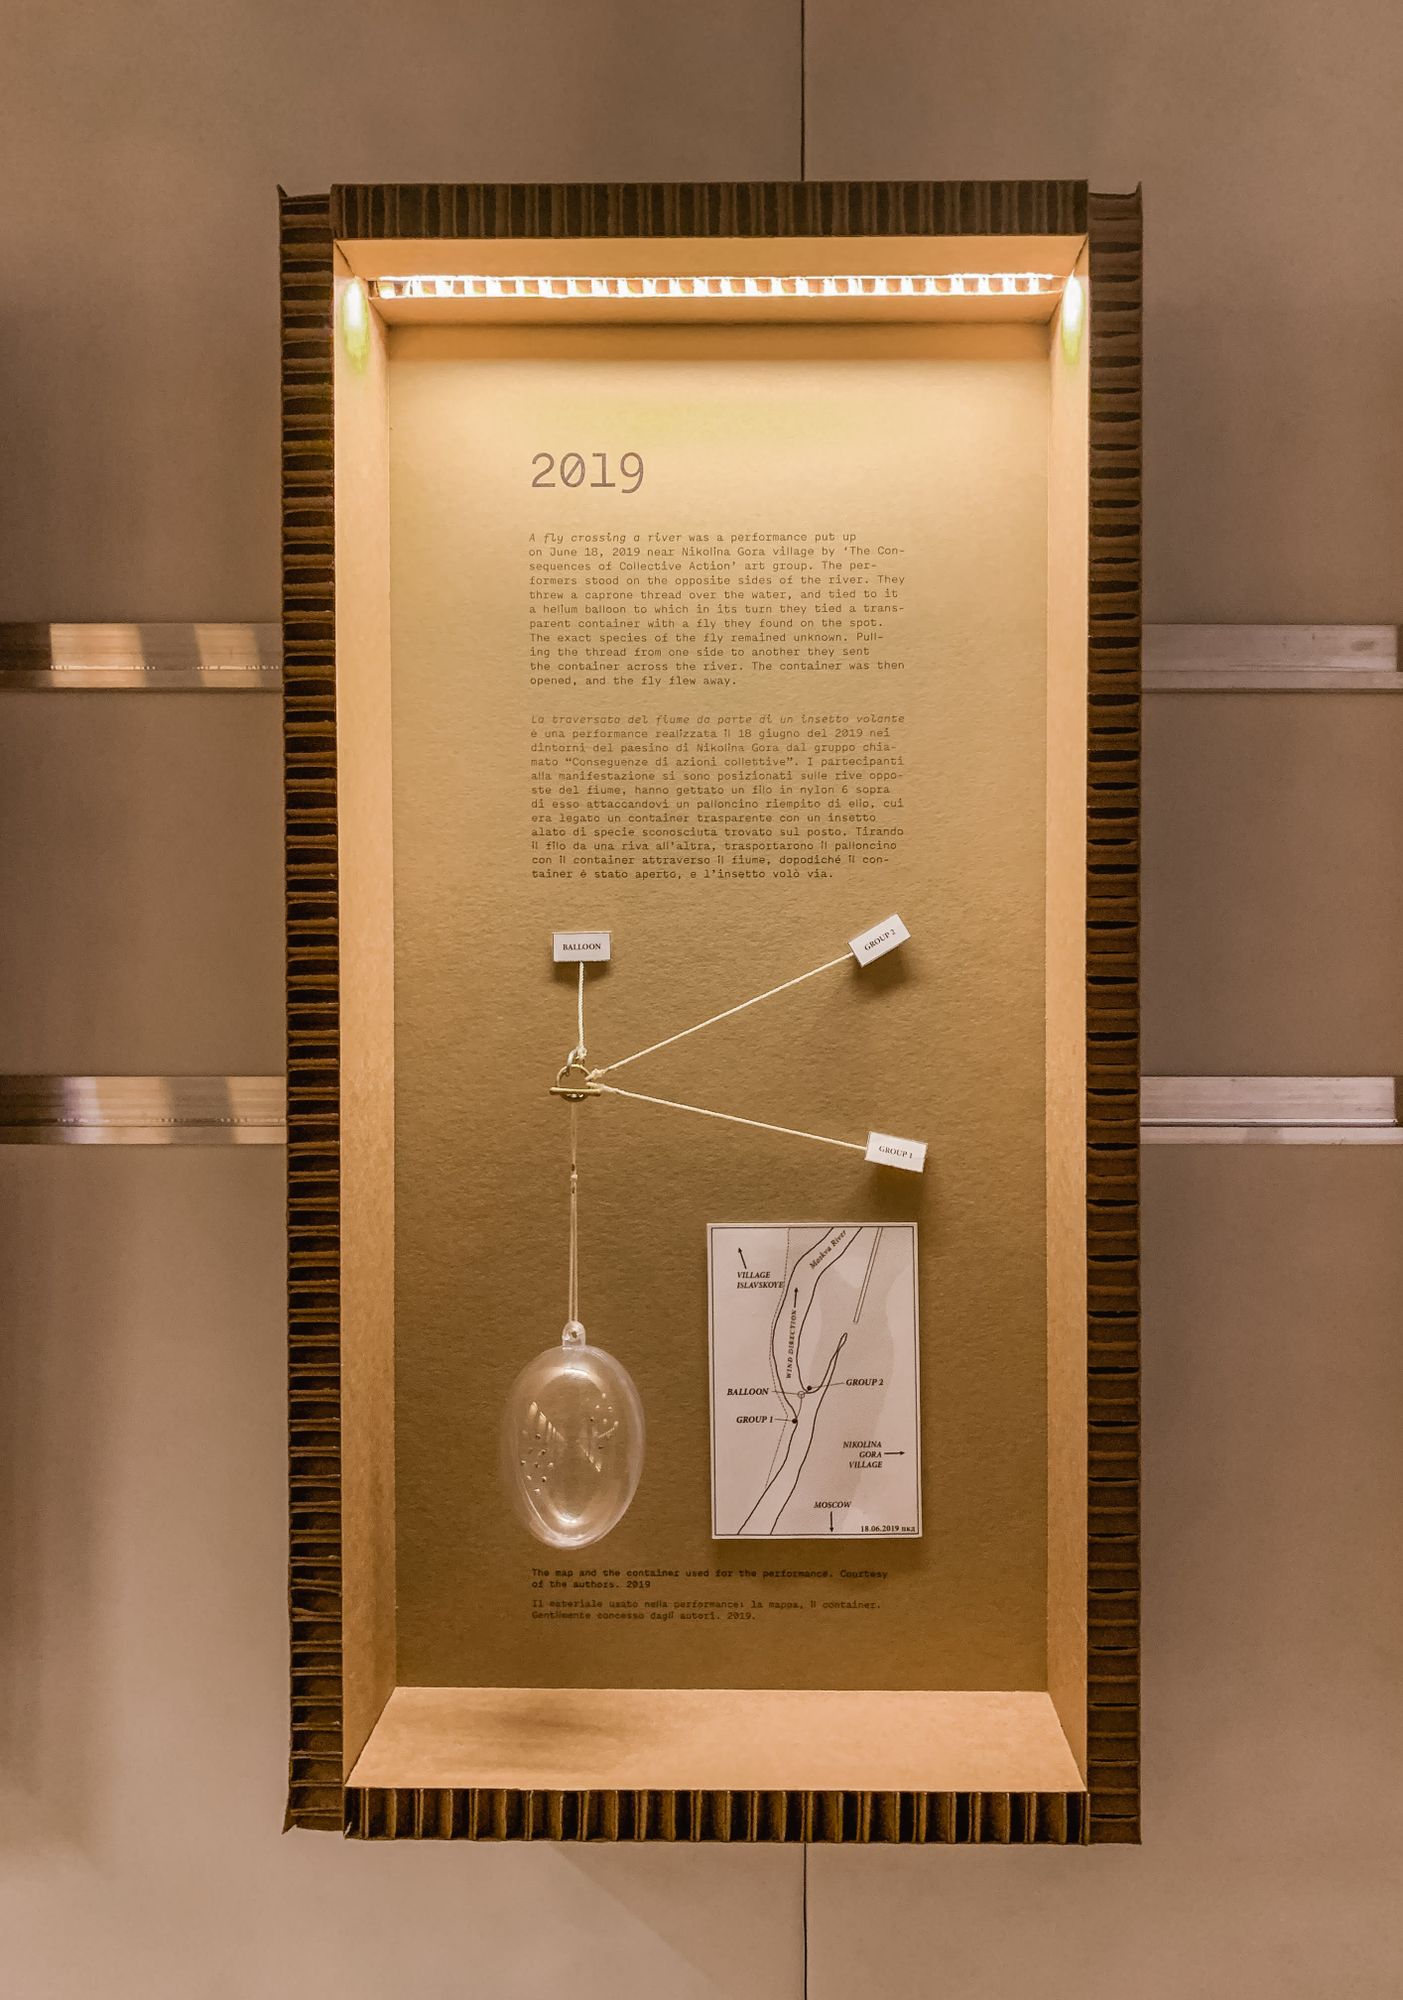 2019
A fly crossing a river was a performance put up
on June 18, 2019 near Nikolina Gora village by ‘The Con-
sequences of Collective Action’ art group. The per-
formers stood on the opposite sides of the river. They
threw a caprone thread over the water, and tied to it
a helium balloon to which in its turn they tied a trans-
parent container with a fly they found on the spot.
The exact species of the fly remained unknown. Pull-
ing the thread from one side to another they sent
the container across the river. The container was then
opened, and the fly flew away.
La traversata del fiume da parte di un insetto volante
è una performance realizzata il 18 giugno del 2019 nei
dintorni del paesino di Nikolina Gora dal gruppo chia-
mato “Conseguenze di azioni collettive”. I partecipanti
alla manifestazione si sono posizionati sulle rive oppo-
ste del fiume, hanno gettato un filo in nylon 6 sopra
di esso attaccandovi un palloncino riempito di elio, cui
era legato un container trasparente con un insetto
alato di specie sconosciuta trovato sul posto. Tirando
il filo da una riva all’altra, trasportarono il palloncino
con il container attraverso il fiume, dopodiché il con-
tainer è stato aperto, e l’insetto volò via.
BALLOON
GROUP 2
GROUP 1
Moskva River
VILLAGE
ISLAVSKOYE
WIND DIRECTION
BALLOON
GROUP 2
GROUP 1
NIKOLINA
GORA
VILLAGE
MOSCOW
18.06.2019 пкд
The map and the container used for the performance. Courtesy
of the authors. 2019
Il materiale usato nella performance: la mappa, il container.
Gentilmente concesso dagli autori. 2019.